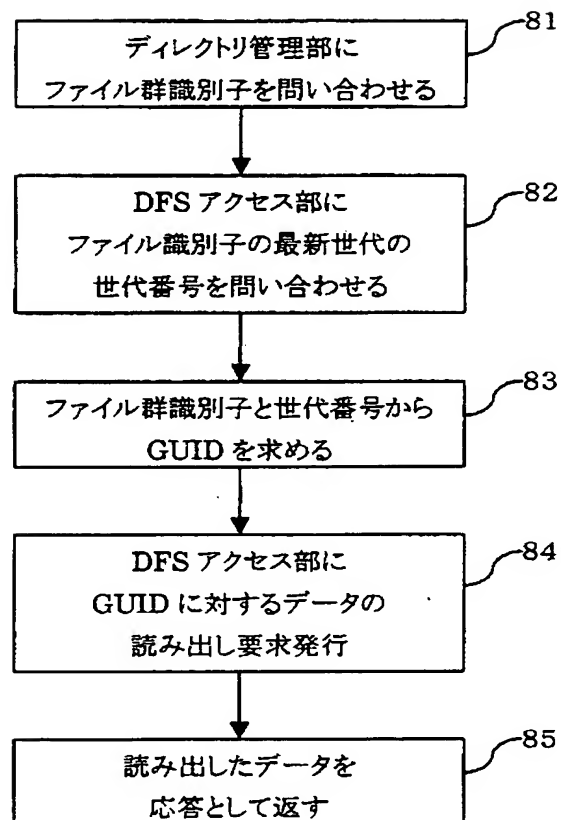 81
ディレクトリ管理部に
ファイル群識別子を問い合わせる
82
DFS アクセス部に
ファイル識別子の最新世代の
世代番号を問い合わせる
83
ファイル群識別子と世代番号から
GUID を求める
84
DFS アクセス部に
GUID に対するデータの
読み出し要求発行
85
読み出したデータを
応答として返す